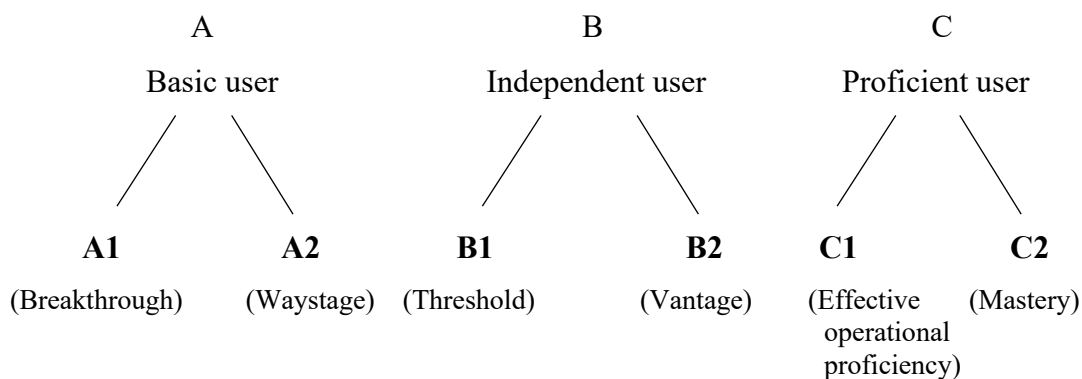 A B C
Basic user Independent user Proficient user
A1 A2 B1 B2 C1 C2
(Breakthrough) (Waystage) (Threshold) (Vantage) (Effective (Mastery)
operational
proficiency)